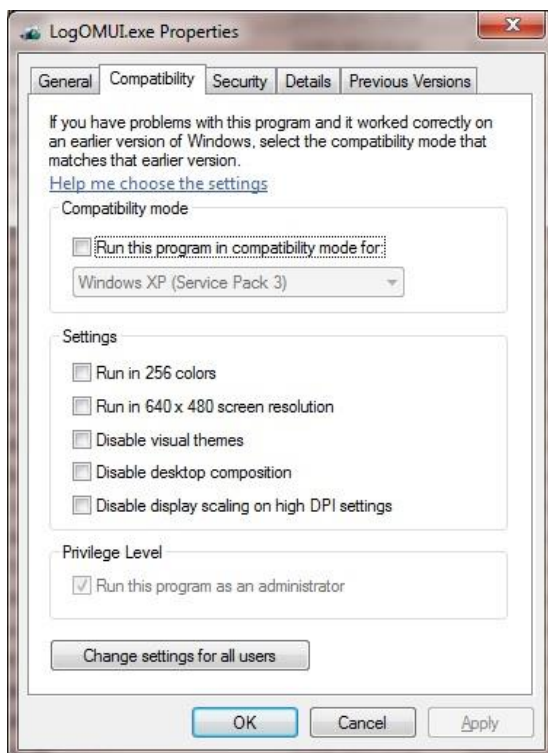 LogOMUI.exe Properties
General Compatibility Security Details Previous Versions
If you have problems with this program and it worked correctly on
an earlier version of Windows, select the compatibility mode that
matches that earlier version.
Help me choose the settings
Compatibility mode
Run this program in compatibility mode for:
Windows XP (Service Pack 3)
Settings
Run in 256 colors
Run in 640 x 480 screen resolution
Disable visual themes
Disable desktop composition
Disable display scaling on high DPI settings
Privilege Level
Run this program as an administrator
Change settings for all users
OK Cancel Apply